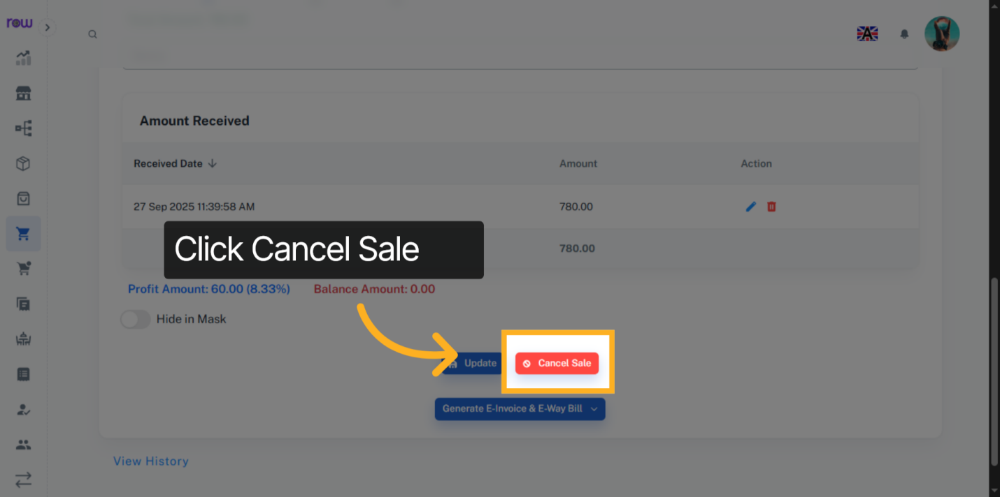 row
A
Amount Received
Received Date Amount Action
27 Sep 2025 11:39:58 AM 780.00
Click Cancel Sale
780.00
Profit Amount: 60.00 (8.33%) Balance Amount: 0.00
Hide in Mask
Update Cancel Sale
Generate E-Invoice & E-Way Bill
View History